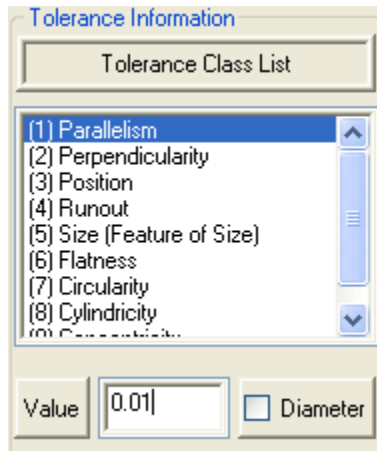 Tolerance Information
Tolerance Class List
(1) Parallelism
(2) Perpendicularity
(3) Position
(4) Runout
(5) Size (Feature of Size)
(6) Flatness
(7) Circularity
(8) Cylindricity
Value 0.01 Diameter